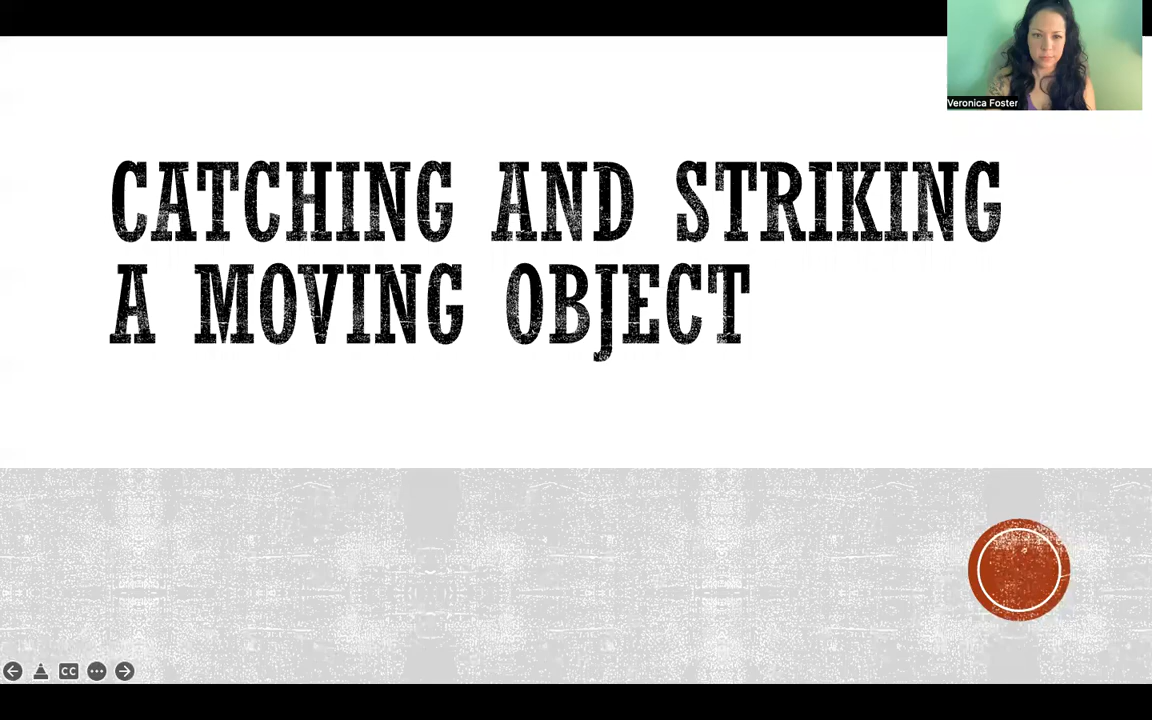 Veronica Foster
CATCHING AND STRIKING
A MOVING OBJECT
CC